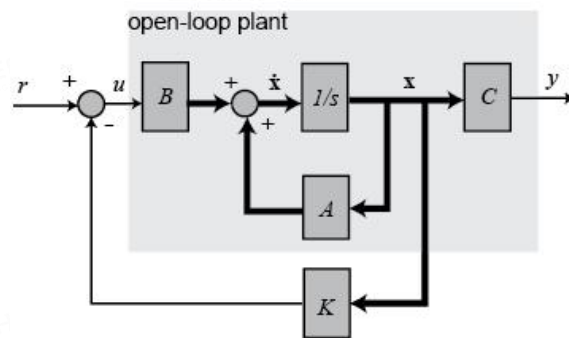 open-loop plant
r + - u B + + ẋ 1/s x C y
A
K